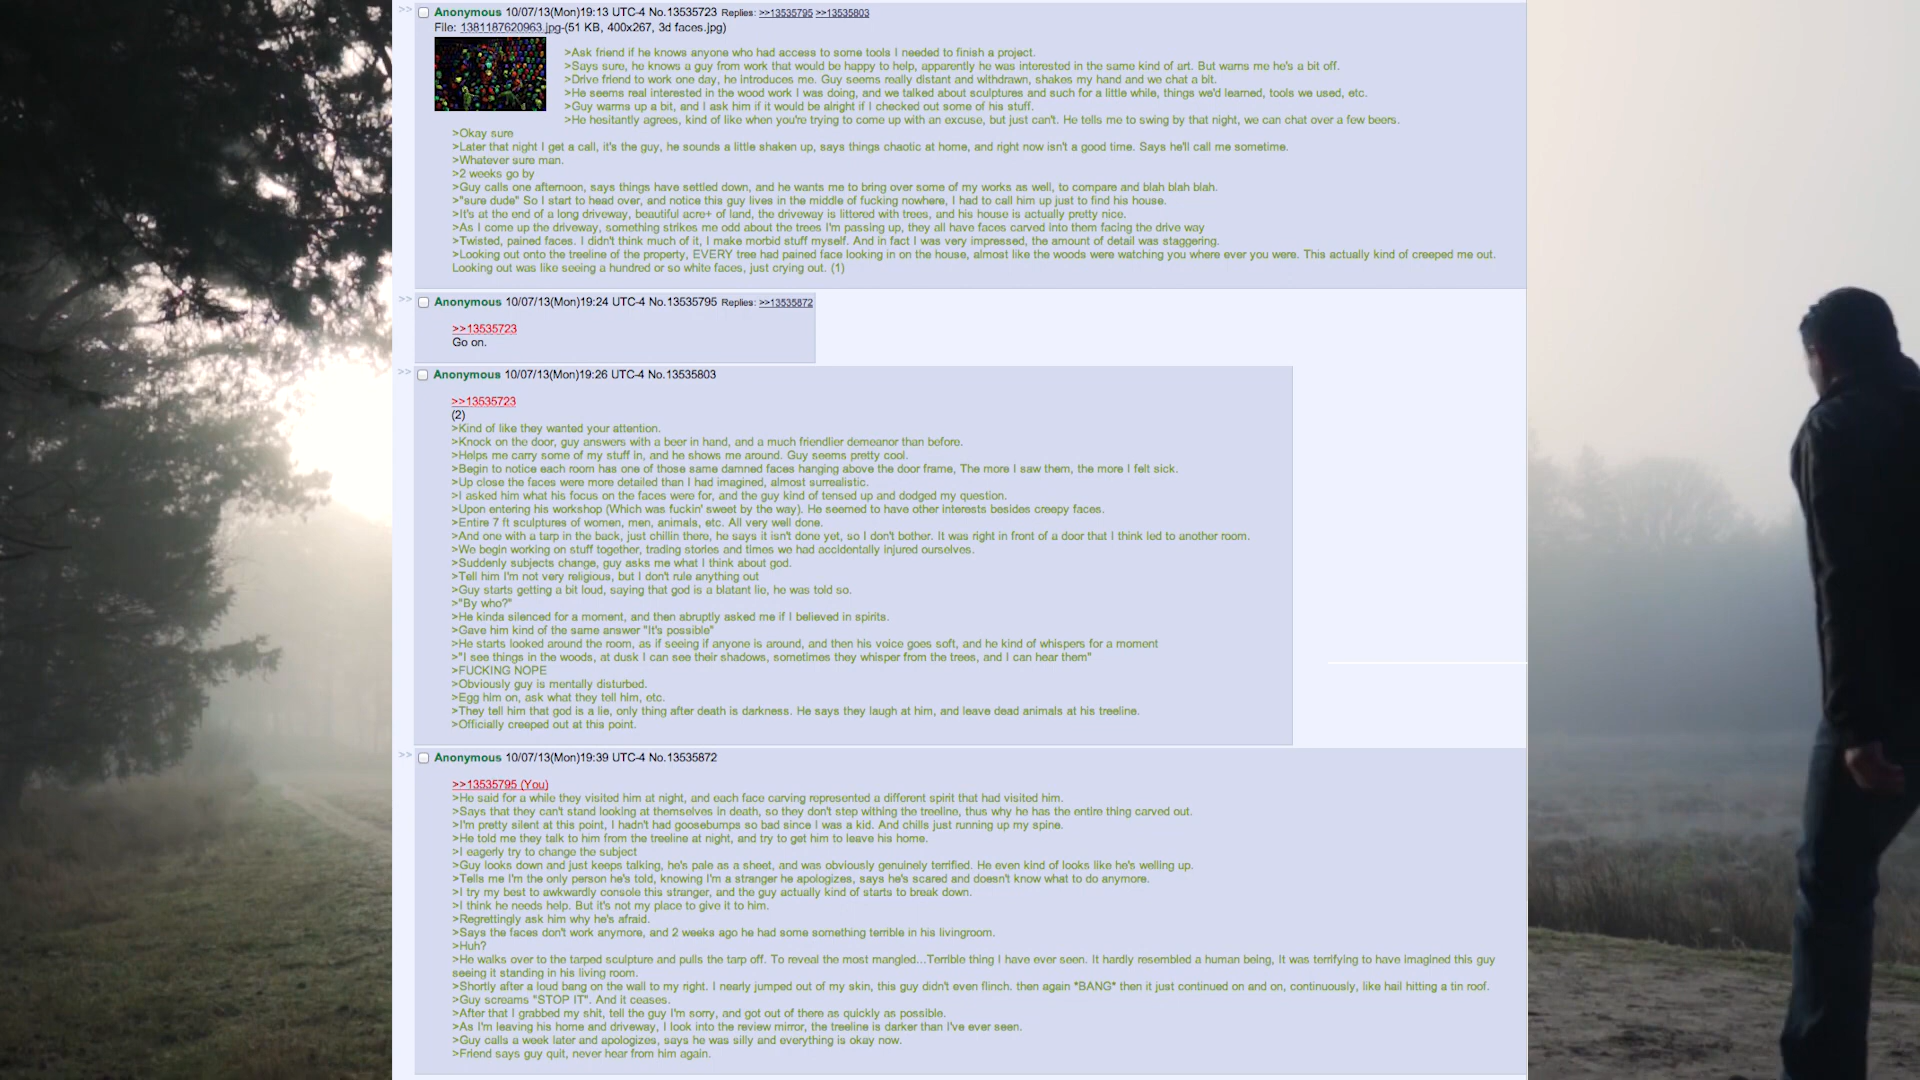 >> Anonymous 10/07/13(Mon)19:13 UTC-4 No.13535723 Replies: >>13535795 >>13535803
File: 1381187620963.jpg-(51 KB, 400x267, 3d faces.jpg)
>Ask friend if he knows anyone who had access to some tools I needed to finish a project.
>Says sure, he knows a guy from work that would be happy to help, apparently he was interested in the same kind of art. But warns me he's a bit off.
>Drive friend to work one day, he introduces me. Guy seems really distant and withdrawn, shakes my hand and we chat a bit.
>He seems real interested in the wood work I was doing, and we talked about sculptures and such for a little while, things we'd learned, tools we used, etc.
>Guy warms up a bit, and I ask him if it would be alright if I checked out some of his stuff.
>He hesitantly agrees, kind of like when you're trying to come up with an excuse, but just can't. He tells me to swing by that night, we can chat over a few beers.
>Okay sure
>Later that night I get a call, it's the guy, he sounds a little shaken up, says things chaotic at home, and right now isn't a good time. Says he'll call me sometime.
>Whatever sure man.
>2 weeks go by
>Guy calls one afternoon, says things have settled down, and he wants me to bring over some of my works as well, to compare and blah blah blah.
>"sure dude" So I start to head over, and notice this guy lives in the middle of fucking nowhere, I had to call him up just to find his house.
>It's at the end of a long driveway, beautiful acre+ of land, the driveway is littered with trees, and his house is actually pretty nice.
>As I come up the driveway, something strikes me odd about the trees I'm passing up, they all have faces carved into them facing the drive way
>Twisted, pained faces. I didn't think much of it, I make morbid stuff myself. And in fact I was very impressed, the amount of detail was staggering.
>Looking out onto the treeline of the property, EVERY tree had pained face looking in on the house, almost like the woods were watching you where ever you were. This actually kind of creeped me out.
Looking out was like seeing a hundred or so white faces, just crying out. (1)
>> Anonymous 10/07/13(Mon)19:24 UTC-4 No.13535795 Replies: >>13535872
>>13535723
Go on.
>> Anonymous 10/07/13(Mon)19:26 UTC-4 No.13535803
>>13535723
(2)
>Kind of like they wanted your attention.
>Knock on the door, guy answers with a beer in hand, and a much friendlier demeanor than before.
>Helps me carry some of my stuff in, and he shows me around. Guy seems pretty cool.
>Begin to notice each room has one of those same damned faces hanging above the door frame, The more I saw them, the more I felt sick.
>Up close the faces were more detailed than I had imagined, almost surrealistic.
>I asked him what his focus on the faces were for, and the guy kind of tensed up and dodged my question.
>Upon entering his workshop (Which was fuckin' sweet by the way). He seemed to have other interests besides creepy faces.
>Entire 7 ft sculptures of women, men, animals, etc. All very well done.
>And one with a tarp in the back, just chillin there, he says it isn't done yet, so I don't bother. It was right in front of a door that I think led to another room.
>We begin working on stuff together, trading stories and times we had accidentally injured ourselves.
>Suddenly subjects change, guy asks me what I think about god.
>Tell him I'm not very religious, but I don't rule anything out
>Guy starts getting a bit loud, saying that god is a blatant lie, he was told so.
>"By who?"
>He kinda silenced for a moment, and then abruptly asked me if I believed in spirits.
>Gave him kind of the same answer "It's possible"
>He starts looked around the room, as if seeing if anyone is around, and then his voice goes soft, and he kind of whispers for a moment
>"I see things in the woods, at dusk I can see their shadows, sometimes they whisper from the trees, and I can hear them"
>FUCKING NOPE
>Obviously guy is mentally disturbed.
>Egg him on, ask what they tell him, etc.
>They tell him that god is a lie, only thing after death is darkness. He says they laugh at him, and leave dead animals at his treeline.
>Officially creeped out at this point.
>> Anonymous 10/07/13(Mon)19:39 UTC-4 No.13535872
>>13535795 (You)
>He said for a while they visited him at night, and each face carving represented a different spirit that had visited him.
>Says that they can't stand looking at themselves in death, so they don't step withing the treeline, thus why he has the entire thing carved out.
>I'm pretty silent at this point, I hadn't had goosebumps so bad since I was a kid. And chills just running up my spine.
>He told me they talk to him from the treeline at night, and try to get him to leave his home.
>I eagerly try to change the subject
>Guy looks down and just keeps talking, he's pale as a sheet, and was obviously genuinely terrified. He even kind of looks like he's welling up.
>Tells me I'm the only person he's told, knowing I'm a stranger he apologizes, says he's scared and doesn't know what to do anymore.
>I try my best to awkwardly console this stranger, and the guy actually kind of starts to break down.
>I think he needs help. But it's not my place to give it to him.
>Regrettingly ask him why he's afraid.
>Says the faces don't work anymore, and 2 weeks ago he had some something terrible in his livingroom.
>Huh?
>He walks over to the tarped sculpture and pulls the tarp off. To reveal the most mangled...Terrible thing I have ever seen. It hardly resembled a human being, It was terrifying to have imagined this guy
seeing it standing in his living room.
>Shortly after a loud bang on the wall to my right. I nearly jumped out of my skin, this guy didn't even flinch. then again *BANG* then it just continued on and on, continuously, like hail hitting a tin roof.
>Guy screams "STOP IT". And it ceases.
>After that I grabbed my shit, tell the guy I'm sorry, and got out of there as quickly as possible.
>As I'm leaving his home and driveway, I look into the review mirror, the treeline is darker than I've ever seen.
>Guy calls a week later and apologizes, says he was silly and everything is okay now.
>Friend says guy quit, never hear from him again.